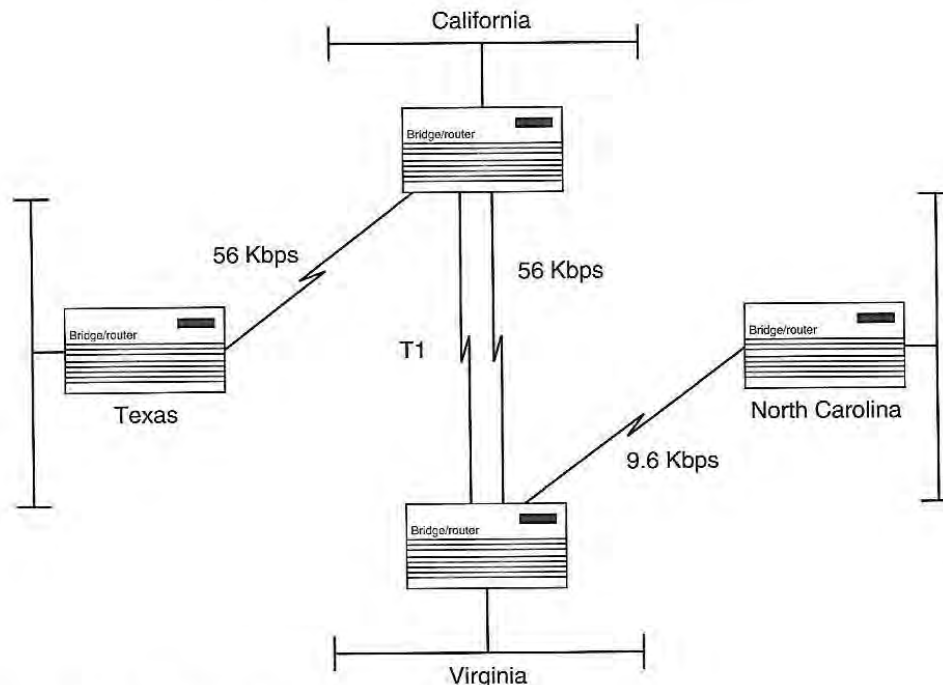 California
Bridge/router
56 Kbps
56 Kbps
Bridge/router
Bridge/router
T1
Texas
North Carolina
9.6 Kbps
Bridge/router
Virginia